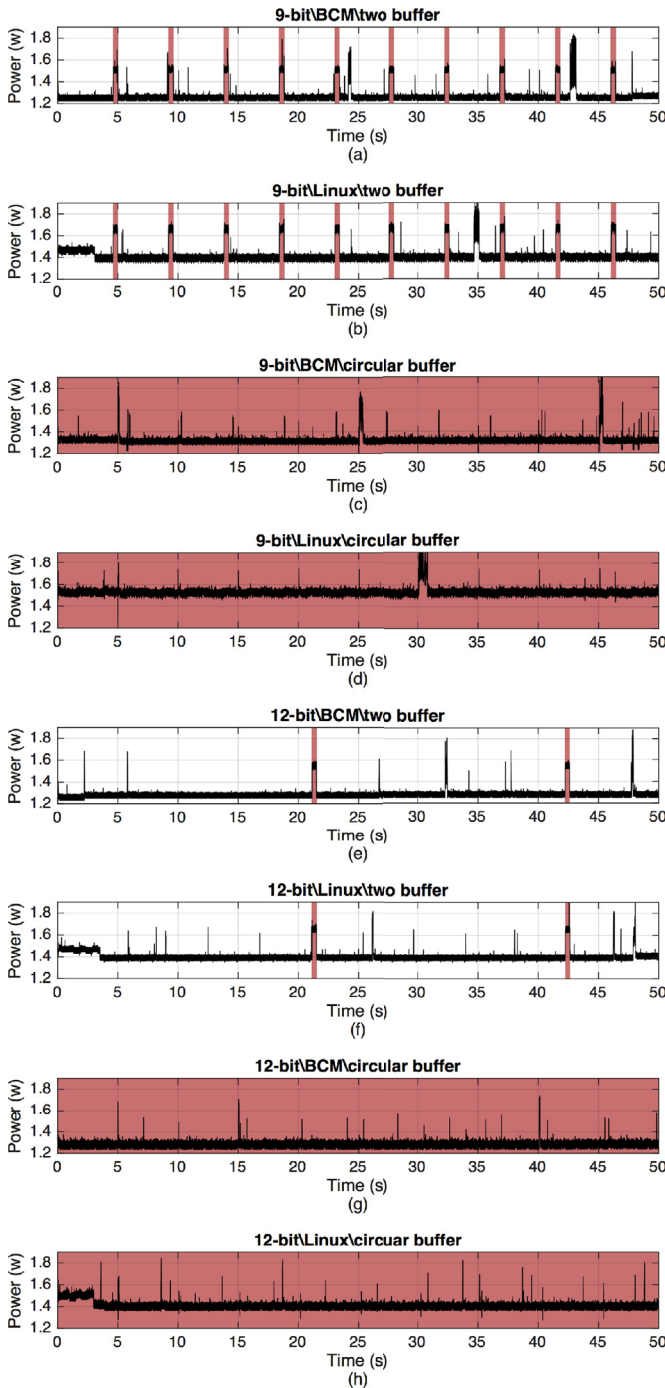 9-bit\BCM\two buffer
Power (w)
1.8
1.6
1.4
1.2
0 5 10 15 20 25 30 35 40 45 50
Time (s)
(a)
9-bit\Linux\two buffer
Power (w)
1.8
1.6
1.4
1.2
0 5 10 15 20 25 30 35 40 45 50
Time (s)
(b)
9-bit\BCM\circular buffer
Power (w)
1.8
1.6
1.4
1.2
0 5 10 15 20 25 30 35 40 45 50
Time (s)
(c)
9-bit\Linux\circular buffer
Power (w)
1.8
1.6
1.4
1.2
0 5 10 15 20 25 30 35 40 45 50
Time (s)
(d)
12-bit\BCM\two buffer
Power (w)
1.8
1.6
1.4
1.2
0 5 10 15 20 25 30 35 40 45 50
Time (s)
(e)
12-bit\Linux\two buffer
Power (w)
1.8
1.6
1.4
1.2
0 5 10 15 20 25 30 35 40 45 50
Time (s)
(f)
12-bit\BCM\circular buffer
Power (w)
1.8
1.6
1.4
1.2
0 5 10 15 20 25 30 35 40 45 50
Time (s)
(g)
12-bit\Linux\circuar buffer
Power (w)
1.8
1.6
1.4
1.2
0 5 10 15 20 25 30 35 40 45 50
Time (s)
(h)